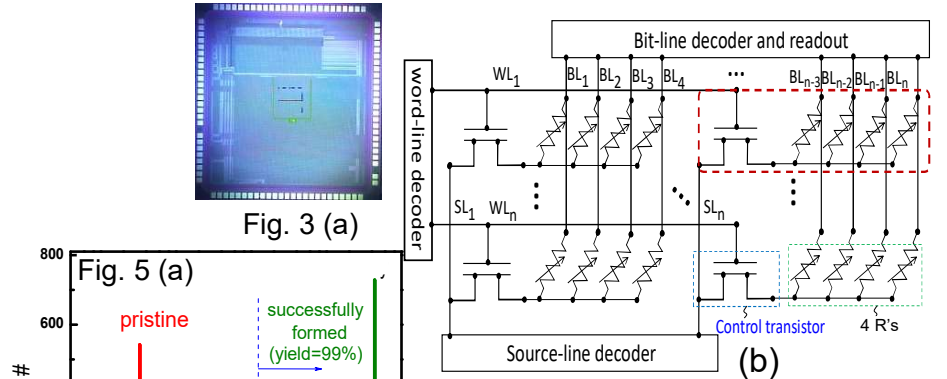 Bit-line decoder and readout
word-line decoder
WL1
BL1
BL2
BL3
BL4
...
BLn-3
BLn-2
BLn-1
BLn
Fig. 3 (a)
SL1
WLn
SLn
Control transistor
4 R's
Source-line decoder
(b)
800
600
#
Fig. 5 (a)
pristine
successfully
formed
(yield=99%)